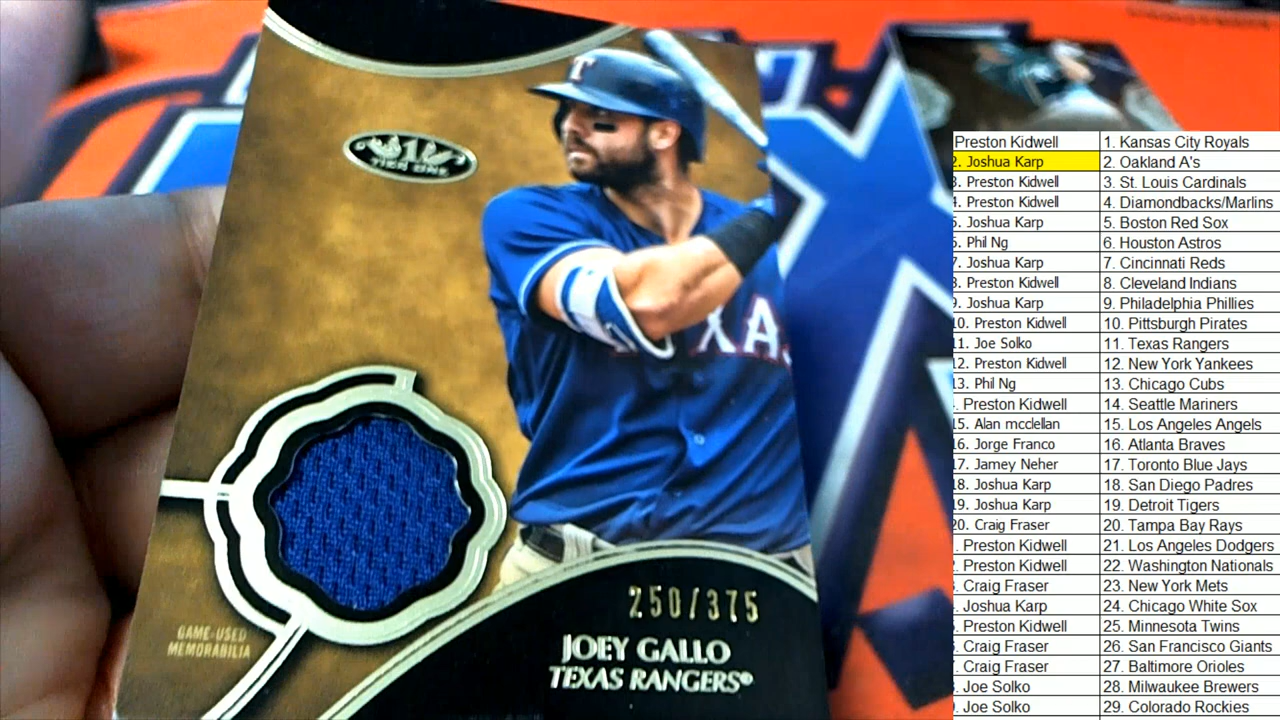 T
TIER ONE
TEXAS
250/375
JOEY GALLO
TEXAS RANGERS®
GAME-USED
MEMORABILIA
Preston Kidwell 1. Kansas City Royals
2. Joshua Karp 2. Oakland A's
3. Preston Kidwell 3. St. Louis Cardinals
4. Preston Kidwell 4. Diamondbacks/Marlins
5. Joshua Karp 5. Boston Red Sox
6. Phil Ng 6. Houston Astros
7. Joshua Karp 7. Cincinnati Reds
8. Preston Kidwell 8. Cleveland Indians
9. Joshua Karp 9. Philadelphia Phillies
10. Preston Kidwell 10. Pittsburgh Pirates
11. Joe Solko 11. Texas Rangers
12. Preston Kidwell 12. New York Yankees
13. Phil Ng 13. Chicago Cubs
. Preston Kidwell 14. Seattle Mariners
15. Alan mcclellan 15. Los Angeles Angels
16. Jorge Franco 16. Atlanta Braves
17. Jamey Neher 17. Toronto Blue Jays
18. Joshua Karp 18. San Diego Padres
19. Joshua Karp 19. Detroit Tigers
20. Craig Fraser 20. Tampa Bay Rays
. Preston Kidwell 21. Los Angeles Dodgers
. Preston Kidwell 22. Washington Nationals
. Craig Fraser 23. New York Mets
. Joshua Karp 24. Chicago White Sox
. Preston Kidwell 25. Minnesota Twins
. Craig Fraser 26. San Francisco Giants
. Craig Fraser 27. Baltimore Orioles
. Joe Solko 28. Milwaukee Brewers
. Joe Solko 29. Colorado Rockies